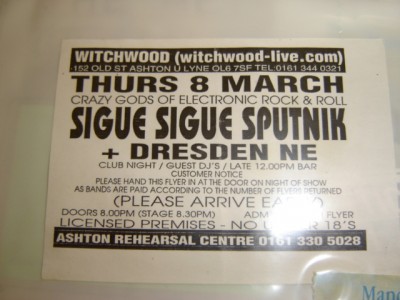 WITCHWOOD (witchwood-live.com)
152 OLD ST ASHTON U LYNE OL6 7SF TEL:0161 344 0321
THURS 8 MARCH
CRAZY GODS OF ELECTRONIC ROCK & ROLL
SIGUE SIGUE SPUTNIK
+ DRESDEN NE
CLUB NIGHT / GUEST DJ'S / LATE 12.00PM BAR
CUSTOMER NOTICE
PLEASE HAND THIS FLYER IN AT THE DOOR ON NIGHT OF SHOW
AS BANDS ARE PAID ACCORDING TO THE NUMBER OF FLYERS RETURNED
(PLEASE ARRIVE
DOORS 8.00PM (STAGE 8.30PM) FLYER
LICENSED PREMISES - NO 18'S
ASHTON REHEARSAL CENTRE 0161 330 5028